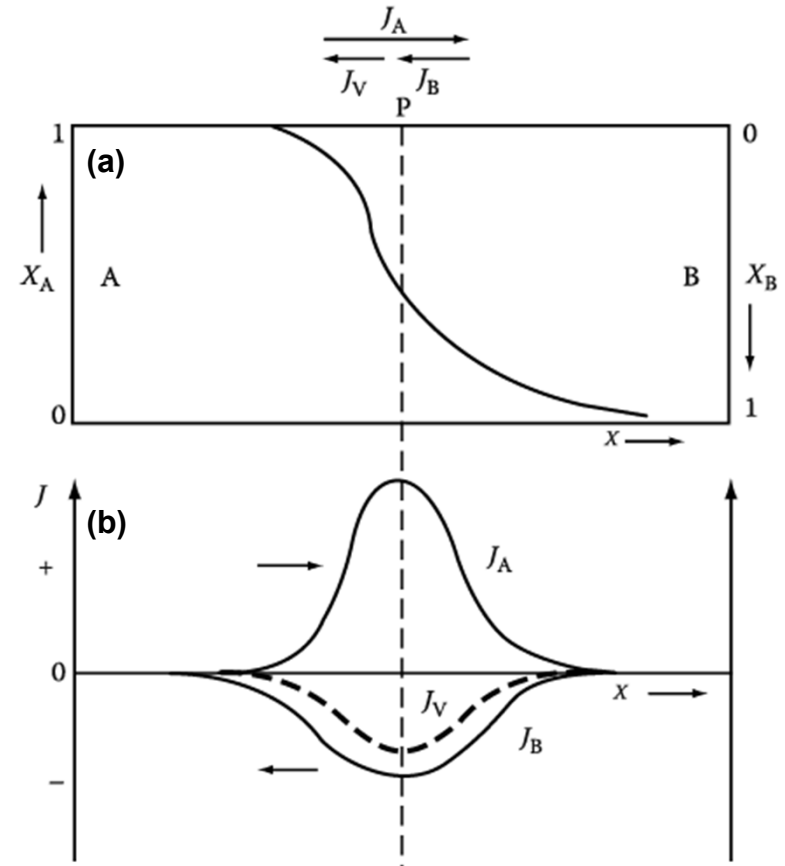 J_A
J_V J_B
P
1 0
(a)
X_A A B X_B
0 1
x
J (b)
+ J_A
0 J_V x
J_B
−